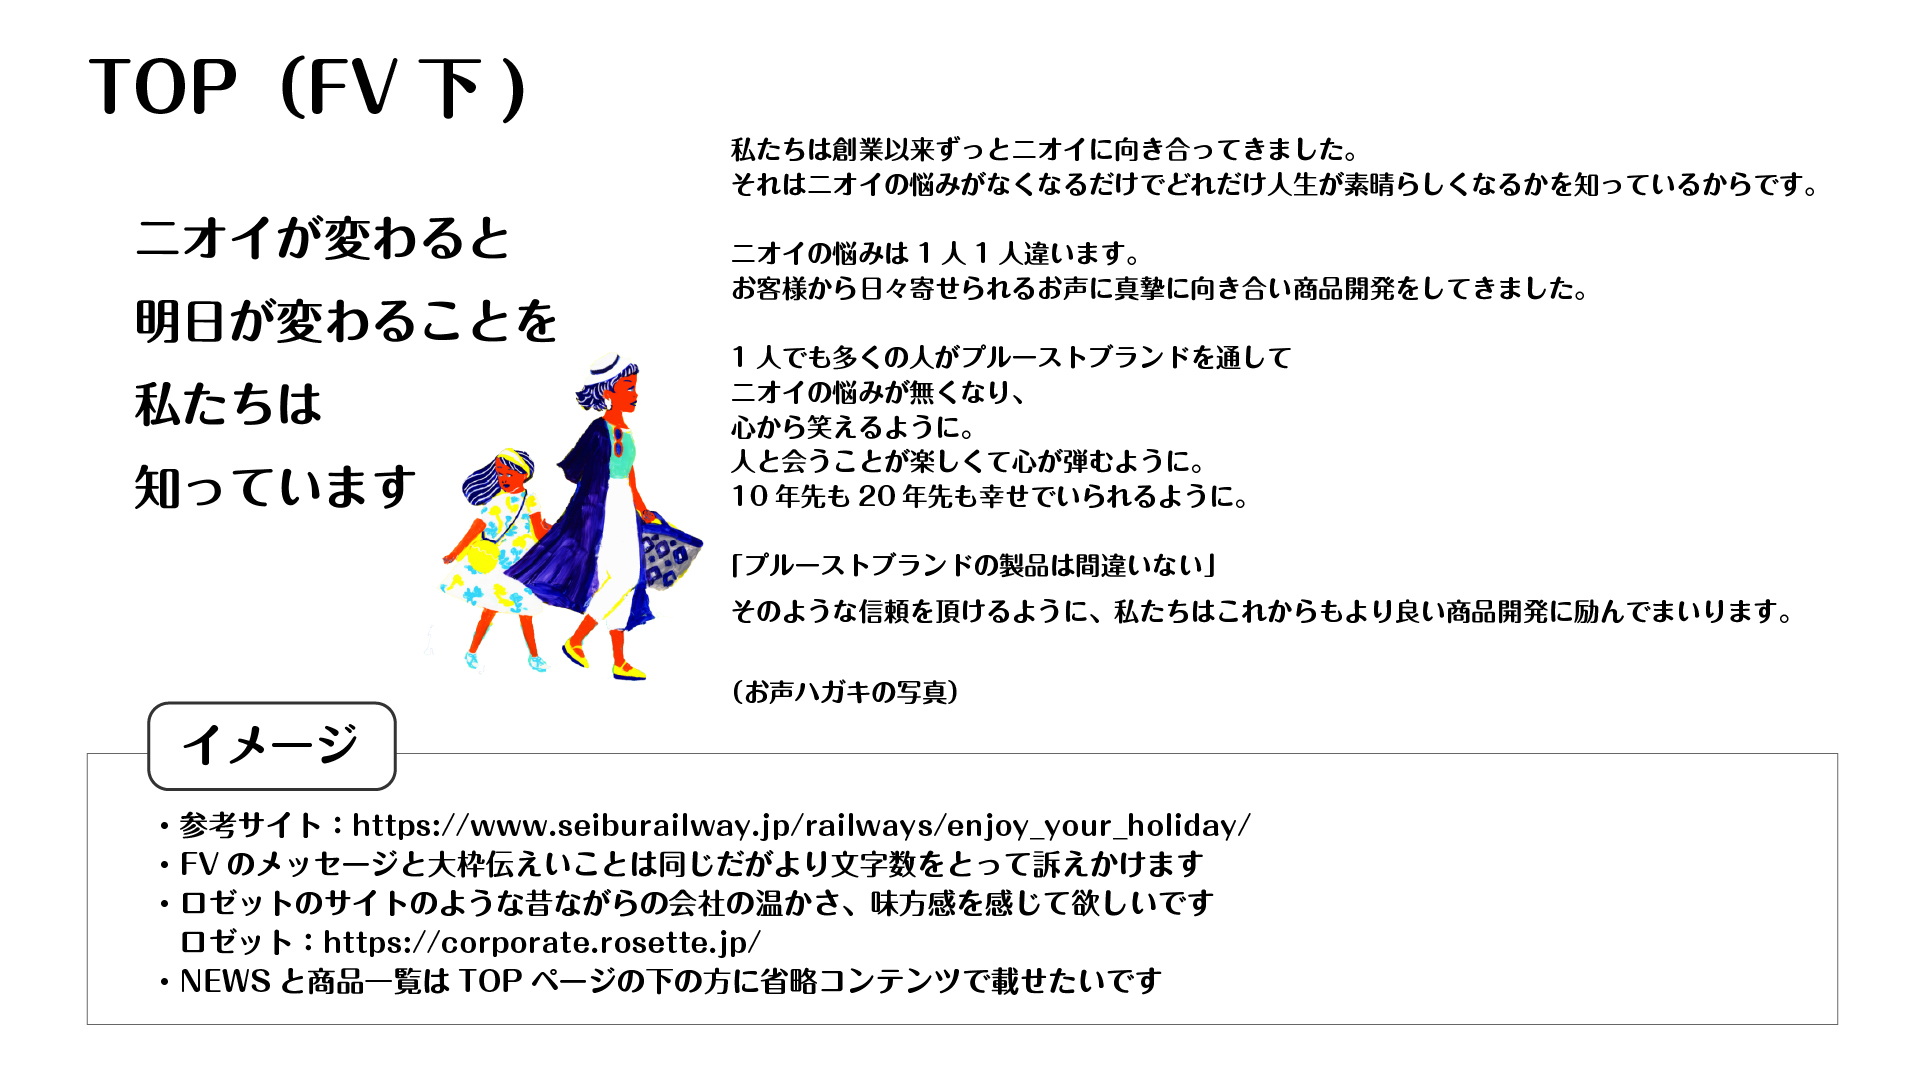 TOP（FV下）
ニオイが変わると
明日が変わることを
私たちは
知っています
私たちは創業以来ずっとニオイに向き合ってきました。
それはニオイの悩みがなくなるだけでどれだけ人生が素晴らしくなるかを知っているからです。
ニオイの悩みは1人1人違います。
お客様から日々寄せられるお声に真摯に向き合い商品開発をしてきました。
1人でも多くの人がプルーストブランドを通して
ニオイの悩みが無くなり、
心から笑えるように。
人と会うことが楽しくて心が弾むように。
10年先も20年先も幸せでいられるように。
「プルーストブランドの製品は間違いない」
そのような信頼を頂けるように、私たちはこれからもより良い商品開発に励んでまいります。
（お声ハガキの写真）
イメージ
・参考サイト：https://www.seiburailway.jp/railways/enjoy_your_holiday/
・FVのメッセージと大枠伝えいことは同じだがより文字数をとって訴えかけます
・ロゼットのサイトのような昔ながらの会社の温かさ、味方感を感じて欲しいです
ロゼット：https://corporate.rosette.jp/
・NEWSと商品一覧はTOPページの下の方に省略コンテンツで載せたいです